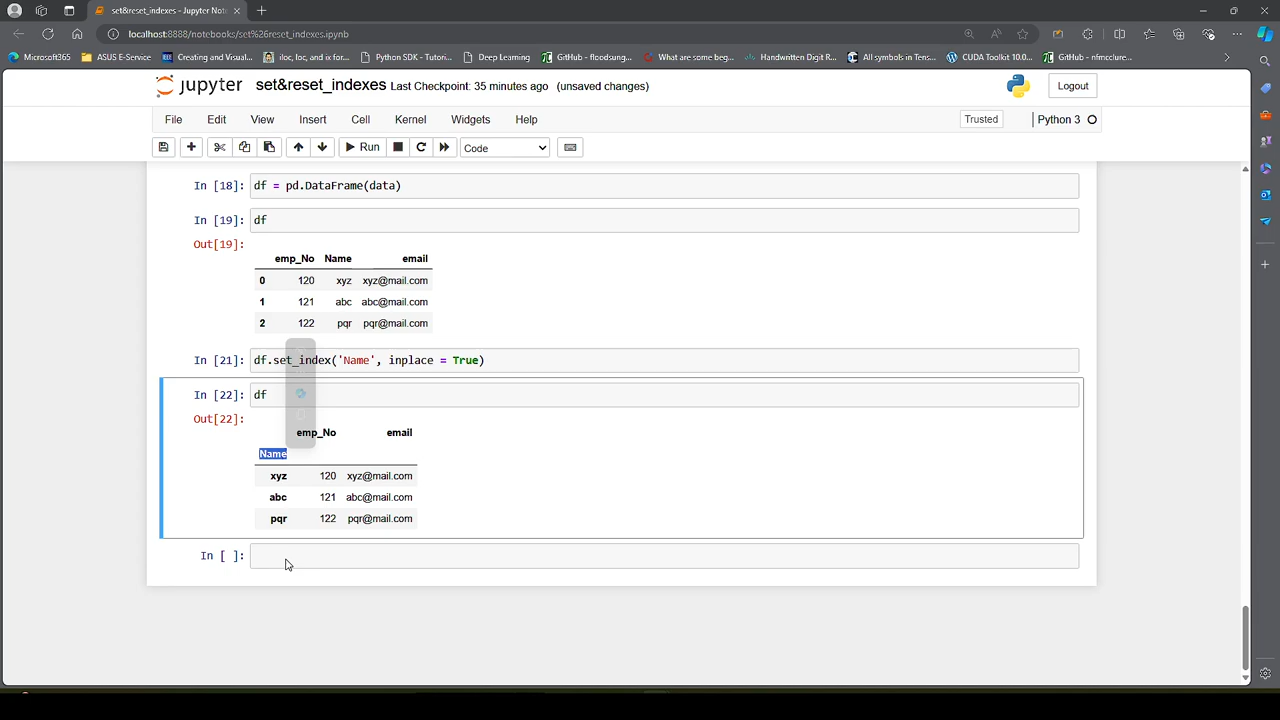 set&reset_indexes - Jupyter Note
localhost:8888/notebooks/set%26reset_indexes.ipynb
Microsoft365
ASUS E-Service
Creating and Visual...
iloc, loc, and ix for...
Python SDK - Tutori...
Deep Learning
GitHub - floodsung...
What are some beg...
Handwritten Digit R...
All symbols in Tens...
CUDA Toolkit 10.0...
GitHub - nfmcclure...
jupyter set&reset_indexes Last Checkpoint: 35 minutes ago (unsaved changes)
Logout
File Edit View Insert Cell Kernel Widgets Help
Trusted
Python 3
Run
Code
In [18]: df = pd.DataFrame(data)
In [19]: df
Out[19]:
emp_No Name email
0 120 xyz xyz@mail.com
1 121 abc abc@mail.com
2 122 pqr pqr@mail.com
In [21]: df.set_index('Name', inplace = True)
In [22]: df
Out[22]:
emp_No email
Name
xyz 120 xyz@mail.com
abc 121 abc@mail.com
pqr 122 pqr@mail.com
In [ ]: